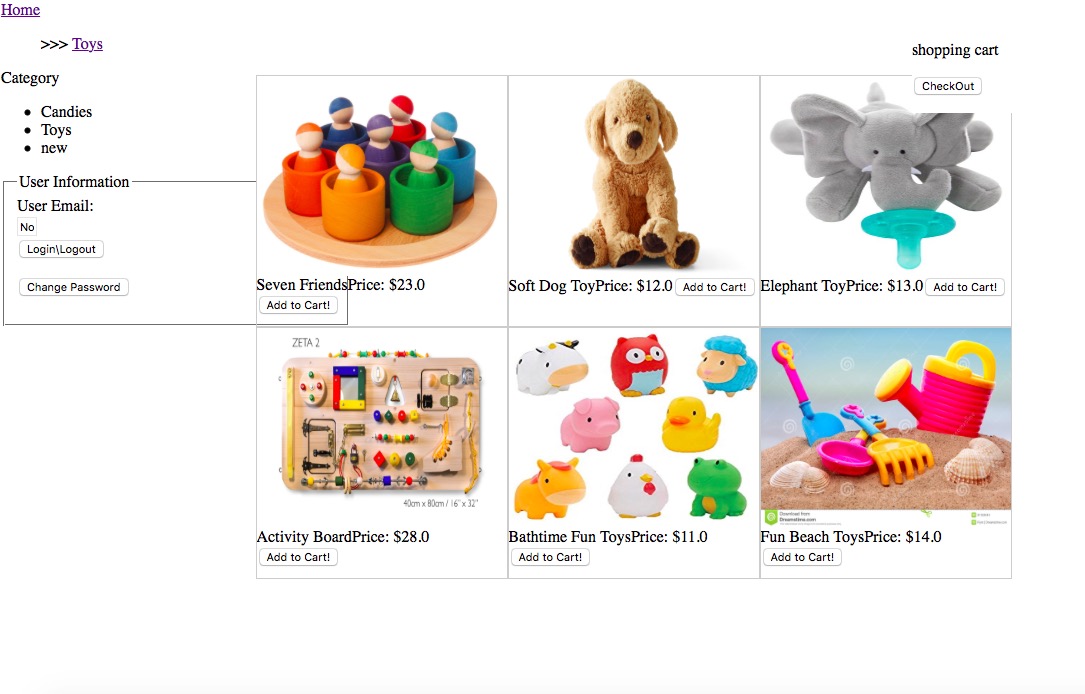 Home
>>> Toys
shopping cart
CheckOut
Category
Candies
Toys
new
User Information
User Email:
No
Login\Logout
Change Password
Seven FriendsPrice: $23.0
Add to Cart!
Soft Dog ToyPrice: $12.0 Add to Cart!
Elephant ToyPrice: $13.0 Add to Cart!
ZETA 2
40cm x 80cm / 16" x 32"
Activity BoardPrice: $28.0
Add to Cart!
Bathtime Fun ToysPrice: $11.0
Add to Cart!
Download from
Dreamstime.com
Fun Beach ToysPrice: $14.0
Add to Cart!